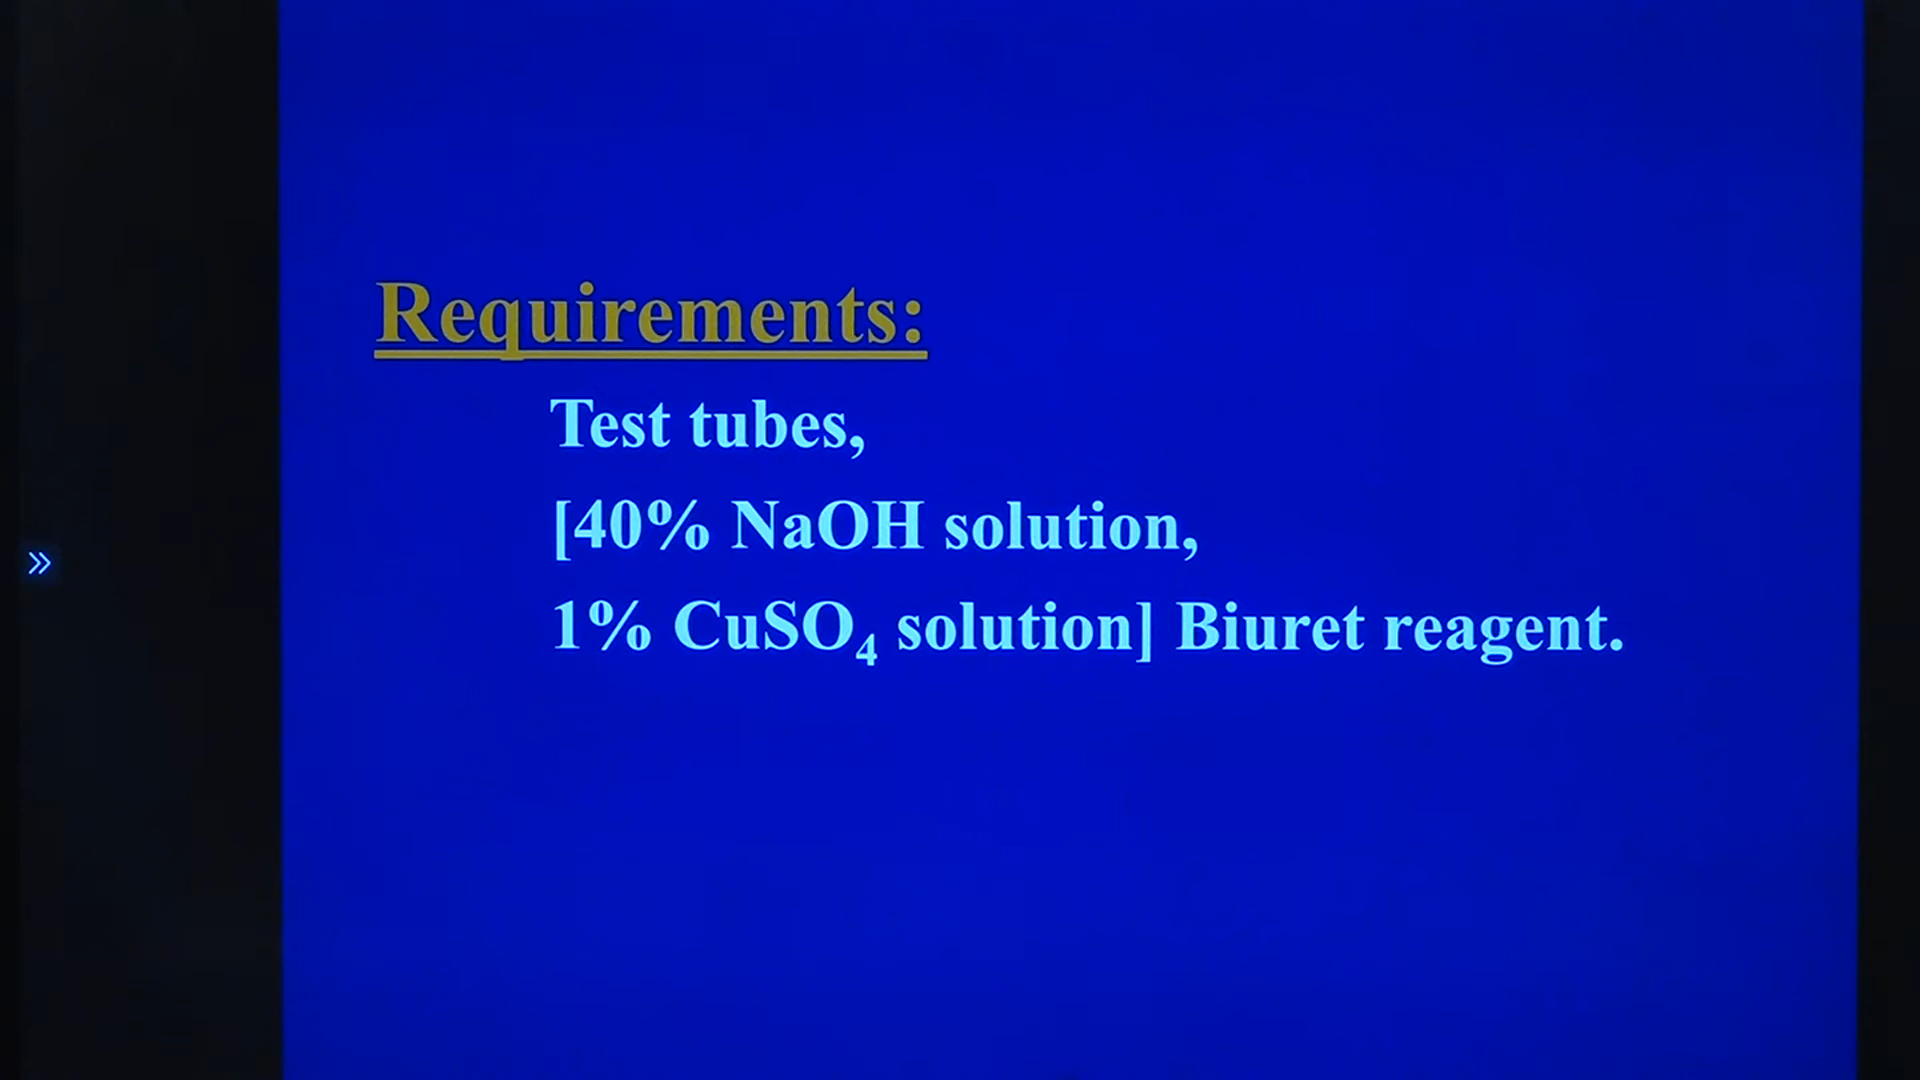 Requirements:
Test tubes,
[40% NaOH solution,
1% CuSO₄ solution] Biuret reagent.